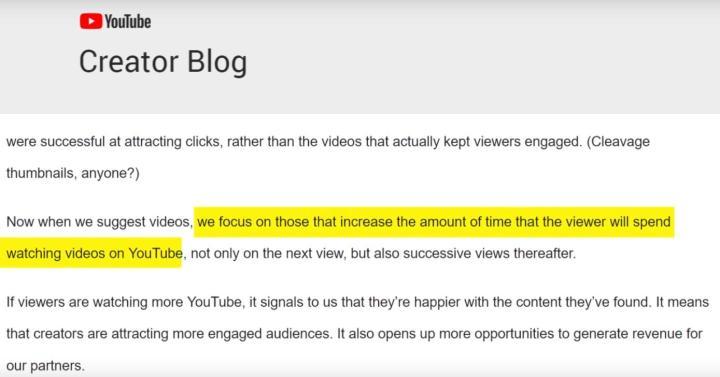 YouTube
Creator Blog
were successful at attracting clicks, rather than the videos that actually kept viewers engaged. (Cleavage
thumbnails, anyone?)
Now when we suggest videos, we focus on those that increase the amount of time that the viewer will spend
watching videos on YouTube, not only on the next view, but also successive views thereafter.
If viewers are watching more YouTube, it signals to us that they’re happier with the content they’ve found. It means
that creators are attracting more engaged audiences. It also opens up more opportunities to generate revenue for
our partners.